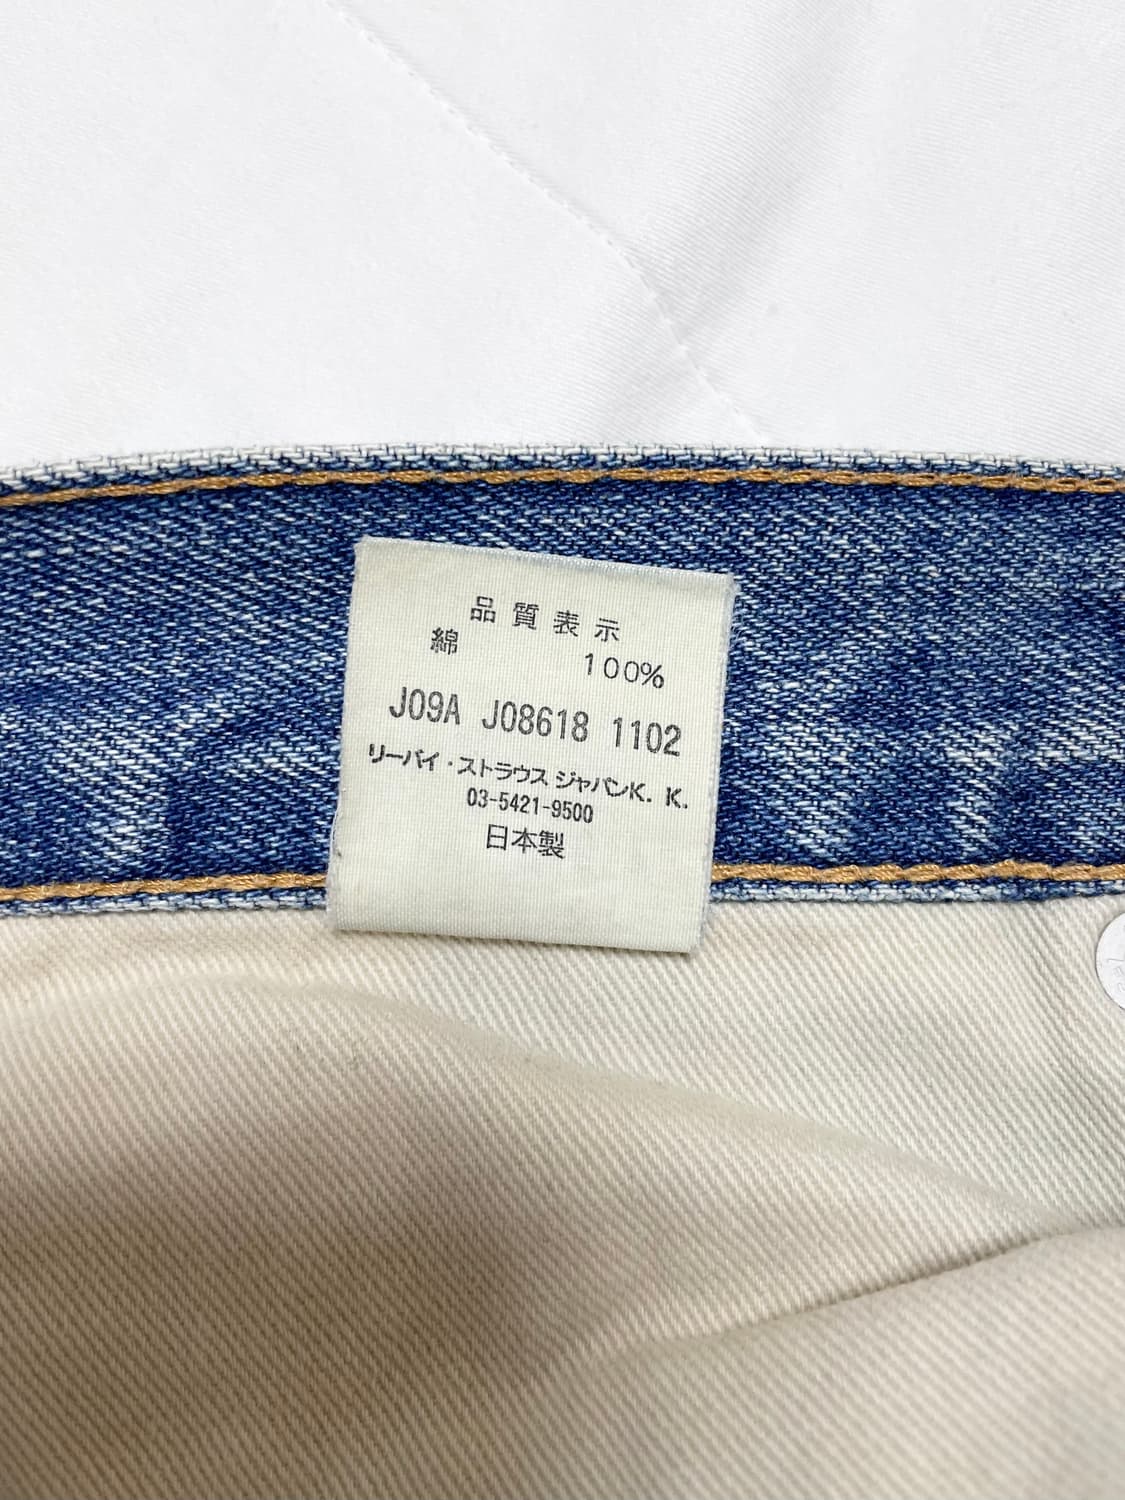 品質表示
綿 100%
J09A J08618 1102
リーバイ・ストラウス ジャパンK. K.
03-5421-9500
日本製